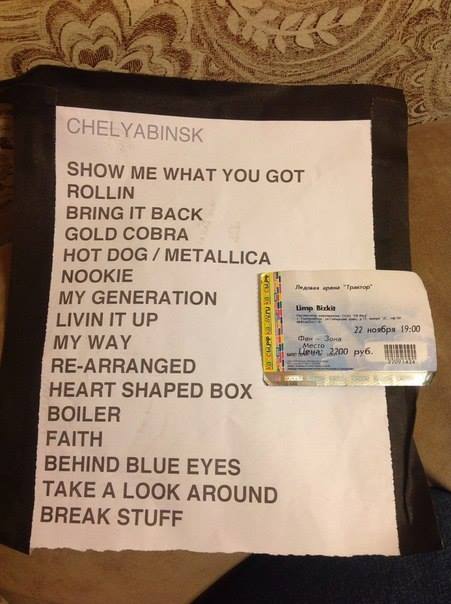 CHELYABINSK
SHOW ME WHAT YOU GOT
ROLLIN
BRING IT BACK
GOLD COBRA
HOT DOG / METALLICA
NOOKIE
MY GENERATION
LIVIN IT UP
MY WAY
RE-ARRANGED
HEART SHAPED BOX
BOILER
FAITH
BEHIND BLUE EYES
TAKE A LOOK AROUND
BREAK STUFF
Ледовая арена "Трактор"
Limp Bizkit
22 ноября 19:00
Фан - Зона
Место
Цена: 2200 руб.